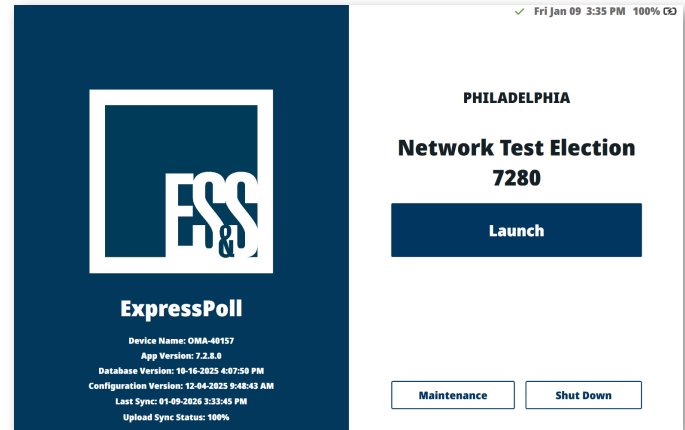 Fri Jan 09 3:35 PM 100%
ES&S
ExpressPoll
Device Name: OMA-40157
App Version: 7.2.8.0
Database Version: 10-16-2025 4:07:50 PM
Configuration Version: 12-04-2025 9:48:43 AM
Last Sync: 01-09-2026 3:33:45 PM
Upload Sync Status: 100%
PHILADELPHIA
Network Test Election
7280
Launch
Maintenance
Shut Down